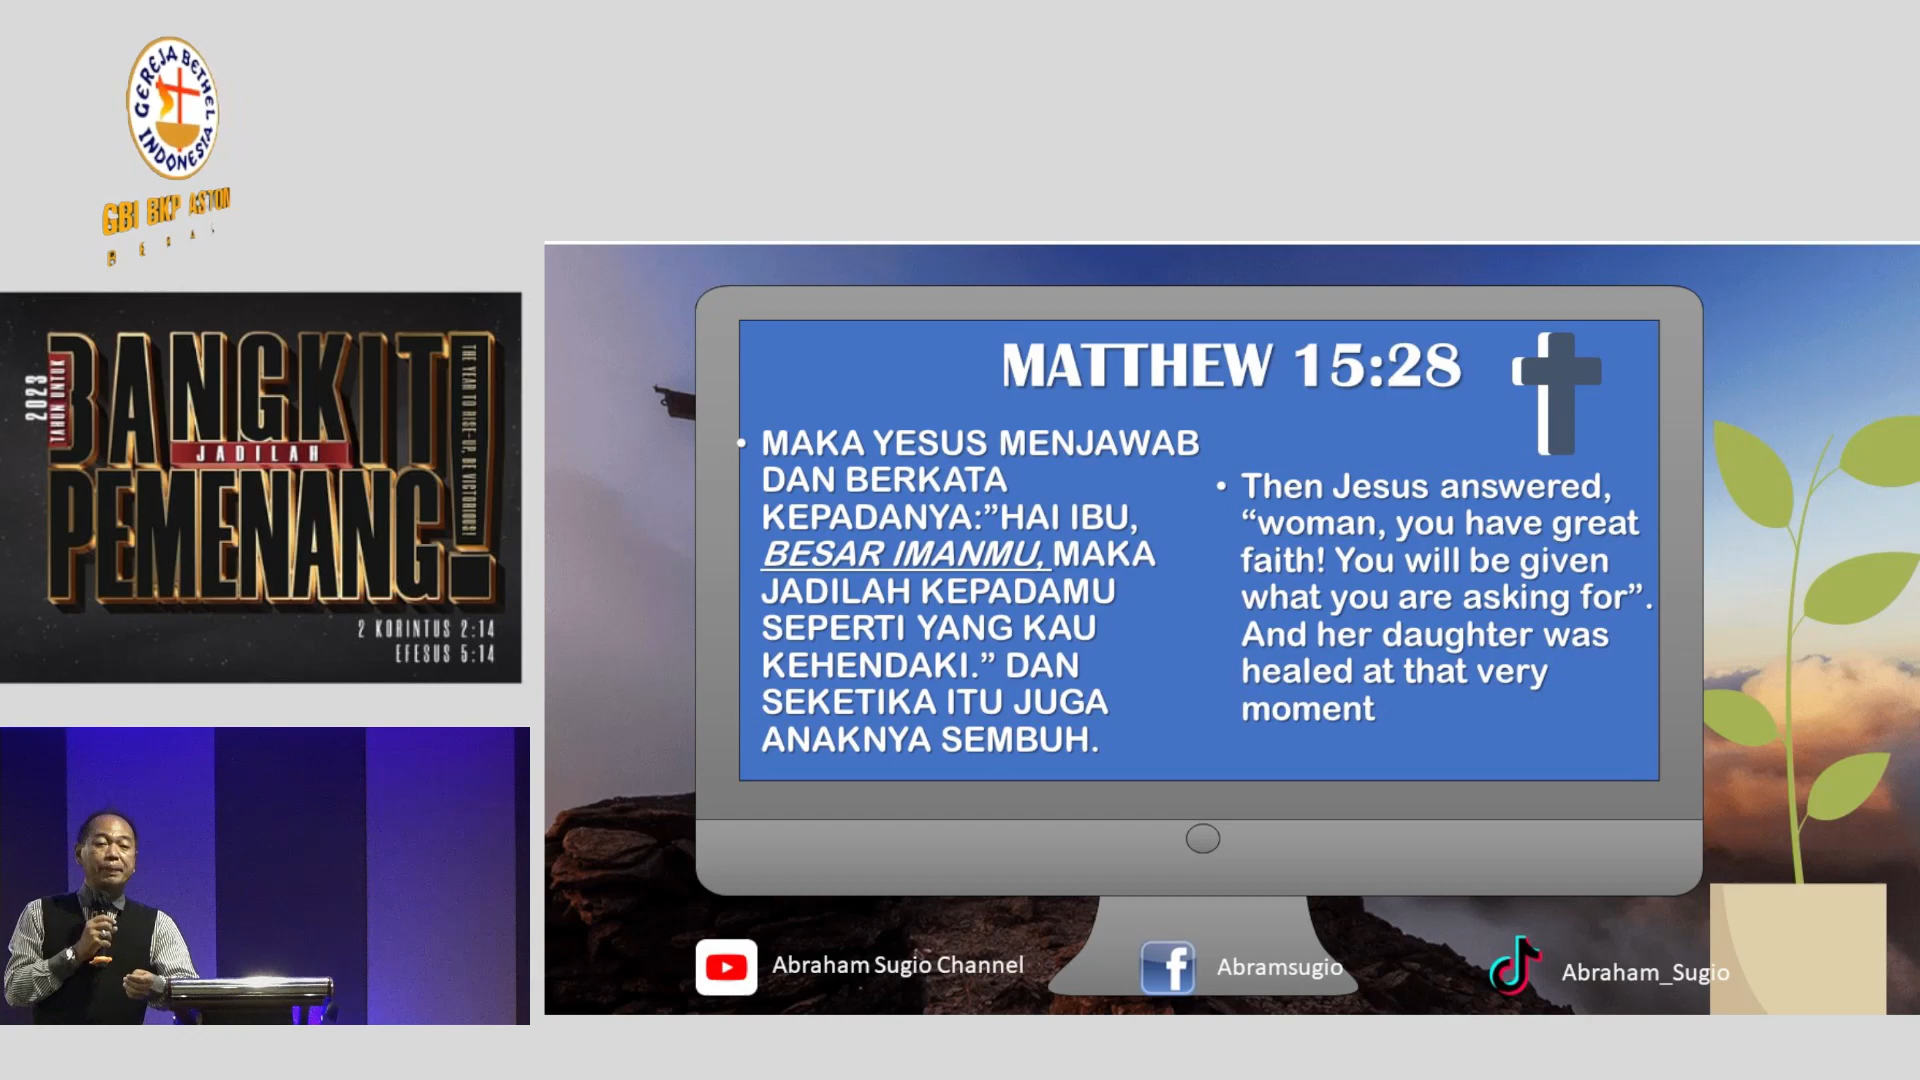 GEREJA BETHEL
INDONESIA
GBI BKP ASTON
2023
TAHUN UNTUK
BANGKIT
JADILAH
PEMENANG!
THE YEAR TO RISE-UP, BE VICTORIOUS!
2 KORINTUS 2:14
EFESUS 5:14
MATTHEW 15:28
• MAKA YESUS MENJAWAB
DAN BERKATA
KEPADANYA:”HAI IBU,
BESAR IMANMU, MAKA
JADILAH KEPADAMU
SEPERTI YANG KAU
KEHENDAKI.” DAN
SEKETIKA ITU JUGA
ANAKNYA SEMBUH.
• Then Jesus answered,
“woman, you have great
faith! You will be given
what you are asking for”.
And her daughter was
healed at that very
moment
Abraham Sugio Channel
Abramsugio
Abraham_Sugio